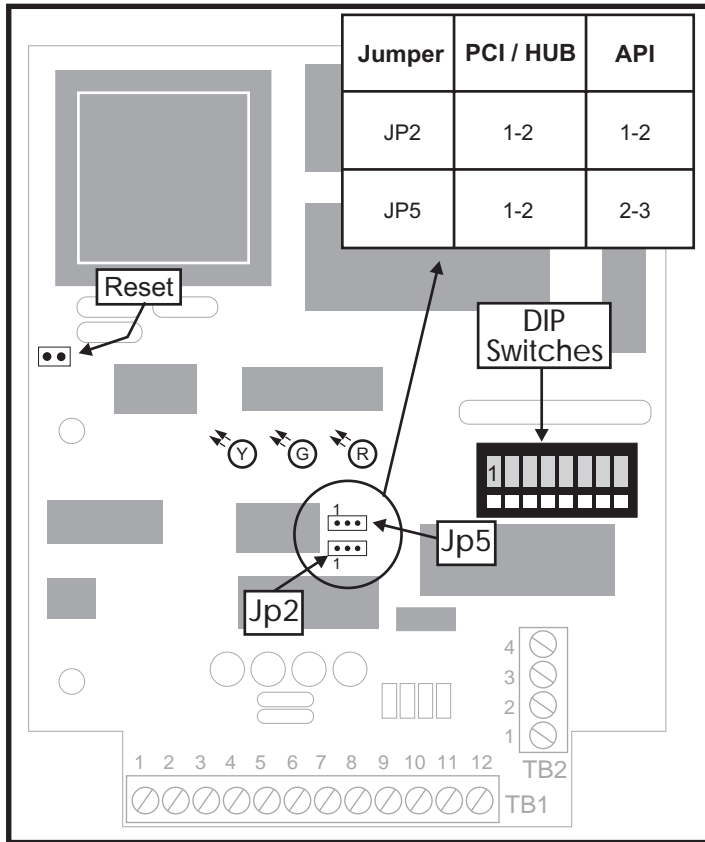 Jumper PCI / HUB API
JP2 1-2 1-2
JP5 1-2 2-3
Reset
DIP
Switches
Y G R
1
1
Jp5
1
Jp2
4
3
2
1
TB2
1 2 3 4 5 6 7 8 9 10 11 12
TB1